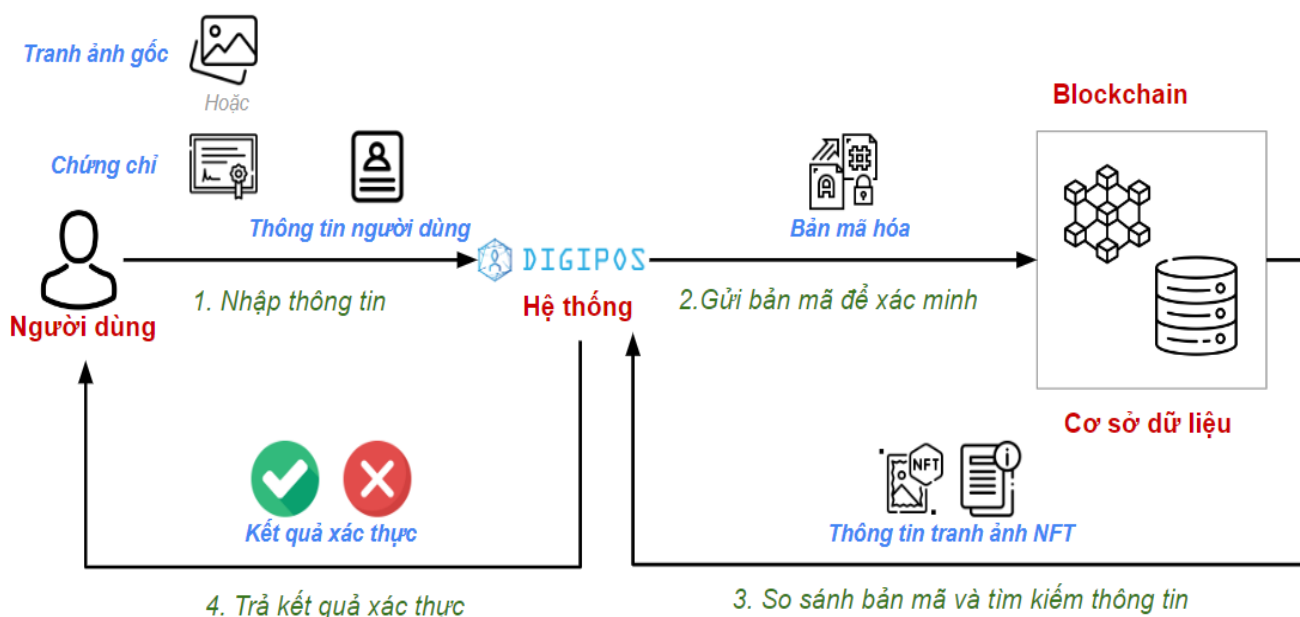 Tranh ảnh gốc
Hoặc
Blockchain
Chứng chỉ
Thông tin người dùng
Bản mã hóa
DIGIPOS
1. Nhập thông tin
Hệ thống
2.Gửi bản mã để xác minh
Người dùng
Cơ sở dữ liệu
NFT
Kết quả xác thực
Thông tin tranh ảnh NFT
4. Trả kết quả xác thực
3. So sánh bản mã và tìm kiếm thông tin